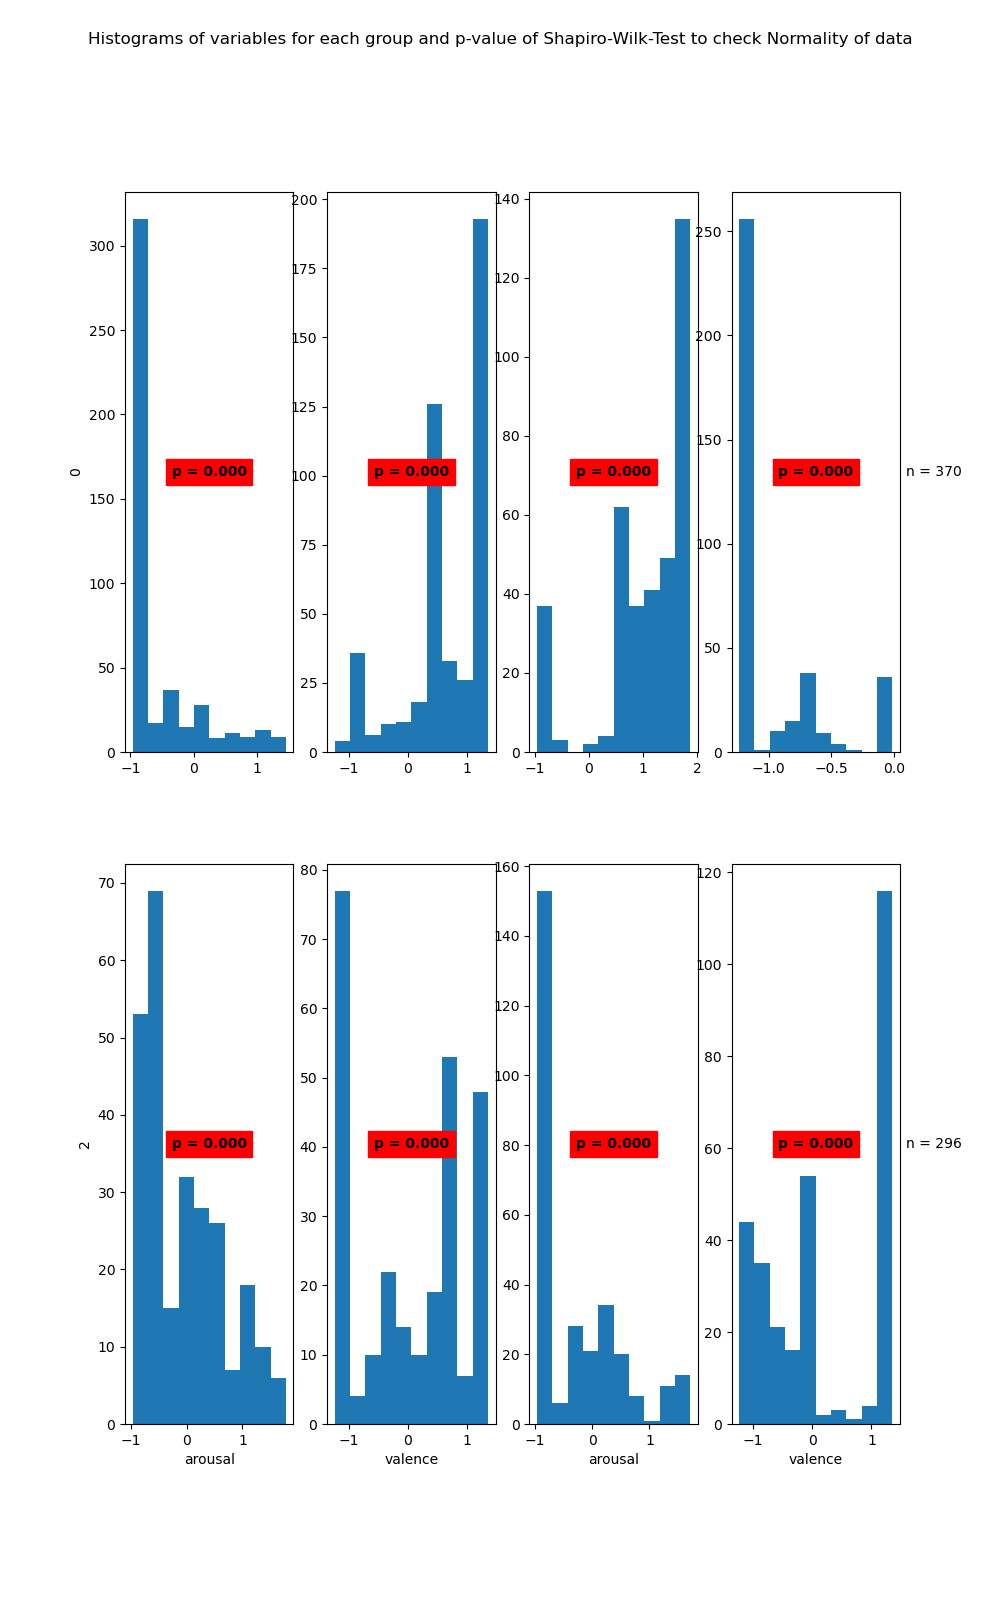 Histograms of variables for each group and p-value of Shapiro-Wilk-Test to check Normality of data
0
300
250
200
150
100
50
0
−1 0 1
p = 0.000
200
175
150
125
100
75
50
25
0
−1 0 1
p = 0.000
140
120
100
80
60
40
20
0
−1 0 1 2
p = 0.000
250
200
150
100
50
0
−1.0 −0.5 0.0
p = 0.000
n = 370
2
70
60
50
40
30
20
10
0
−1 0 1
arousal
p = 0.000
80
70
60
50
40
30
20
10
0
−1 0 1
valence
p = 0.000
160
140
120
100
80
60
40
20
0
−1 0 1
arousal
p = 0.000
120
100
80
60
40
20
0
−1 0 1
valence
p = 0.000
n = 296